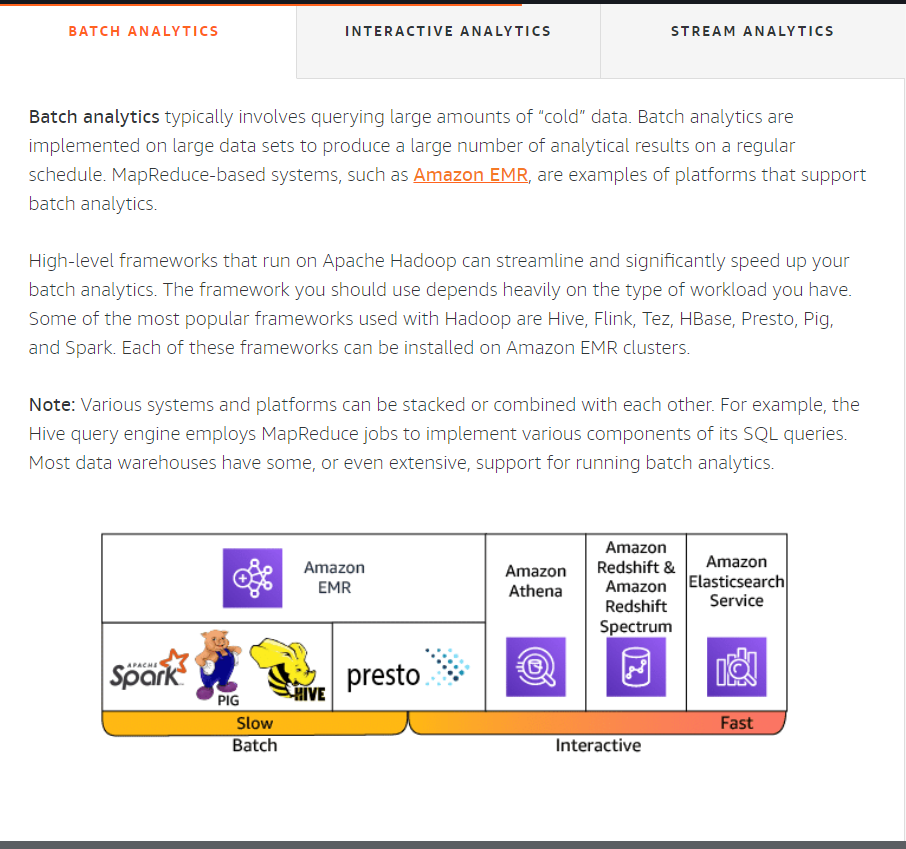 BATCH ANALYTICS
INTERACTIVE ANALYTICS
STREAM ANALYTICS
Batch analytics typically involves querying large amounts of “cold” data. Batch analytics are
implemented on large data sets to produce a large number of analytical results on a regular
schedule. MapReduce-based systems, such as Amazon EMR, are examples of platforms that support
batch analytics.
High-level frameworks that run on Apache Hadoop can streamline and significantly speed up your
batch analytics. The framework you should use depends heavily on the type of workload you have.
Some of the most popular frameworks used with Hadoop are Hive, Flink, Tez, HBase, Presto, Pig,
and Spark. Each of these frameworks can be installed on Amazon EMR clusters.
Note: Various systems and platforms can be stacked or combined with each other. For example, the
Hive query engine employs MapReduce jobs to implement various components of its SQL queries.
Most data warehouses have some, or even extensive, support for running batch analytics.
Amazon
EMR
Amazon
Athena
Amazon
Redshift &
Amazon
Redshift
Spectrum
Amazon
Elasticsearch
Service
APACHE
Spark
PIG
HIVE
presto
Slow
Fast
Batch
Interactive